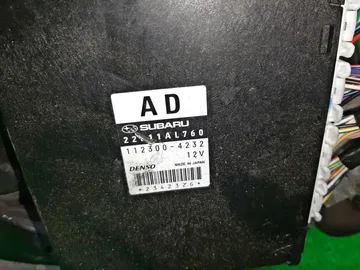 AD
SUBARU
22611AL760
112300-4232
12V
DENSO MADE IN JAPAN